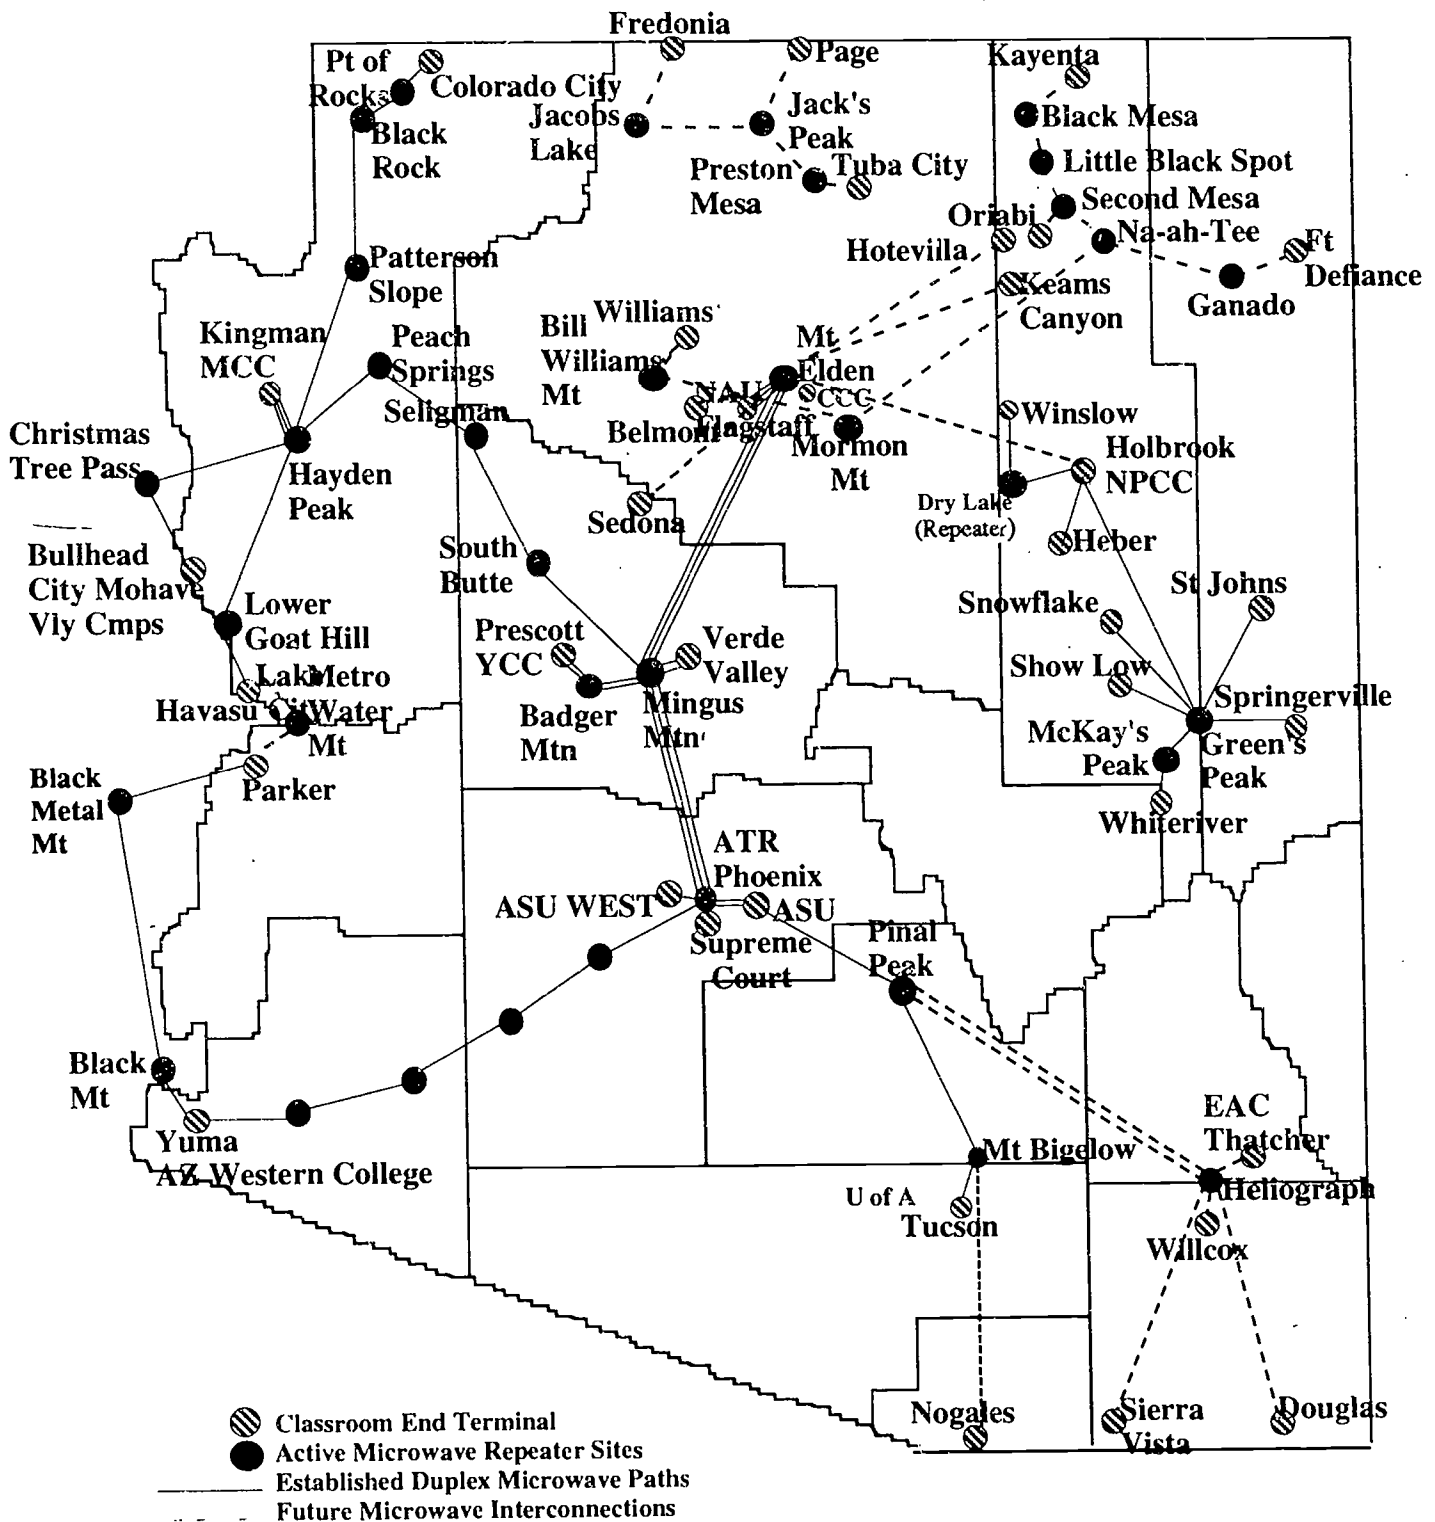 Fredonia
Page
Kayenta
Pt of
Rocks
Colorado City
Black
Rock
Jacobs
Lake
Jack's
Peak
Preston
Mesa
Tuba City
Black Mesa
Little Black Spot
Second Mesa
Oriabi
Na-ah-Tee
Hotevilla
Ft
Defiance
Keams
Canyon
Ganado
Patterson
Slope
Kingman
MCC
Peach
Springs
Seligman
Bill
Williams
Mt
Williams
Mt
Elden
NAU
CCC
Flagstaff
Belmont
Mormon
Mt
Winslow
Holbrook
NPCC
Christmas
Tree Pass
Hayden
Peak
Dry Lake
(Repeater)
Sedona
Heber
South
Butte
Bullhead
City Mohave
Vly Cmps
Lower
Goat Hill
St Johns
Snowflake
Prescott
YCC
Verde
Valley
Show Low
Lake
Havasu City
Metro
Water
Mt
Badger
Mtn
Mingus
Mtn
Springerville
McKay's
Peak
Green's
Peak
Black
Metal
Mt
Parker
Whiteriver
ATR
Phoenix
ASU WEST
ASU
Supreme
Court
Pinal
Peak
Black
Mt
Yuma
AZ Western College
EAC
Thatcher
Mt Bigelow
Heliograph
U of A
Tucson
Willcox
Nogales
Sierra
Vista
Douglas
Classroom End Terminal
Active Microwave Repeater Sites
Established Duplex Microwave Paths
Future Microwave Interconnections